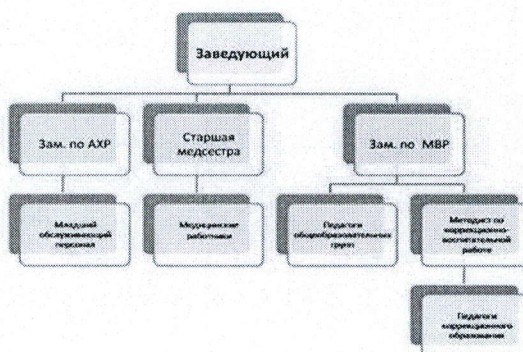 Заведующий
Зам. по АХР
Старшая
медсестра
Зам. по МВР
Младший
обслуживающий
персонал
Медицинские
работники
Педагоги
общеобразовательных
групп
Методист по
коррекционно-
воспитательной
работе
Педагоги
коррекционного
образования